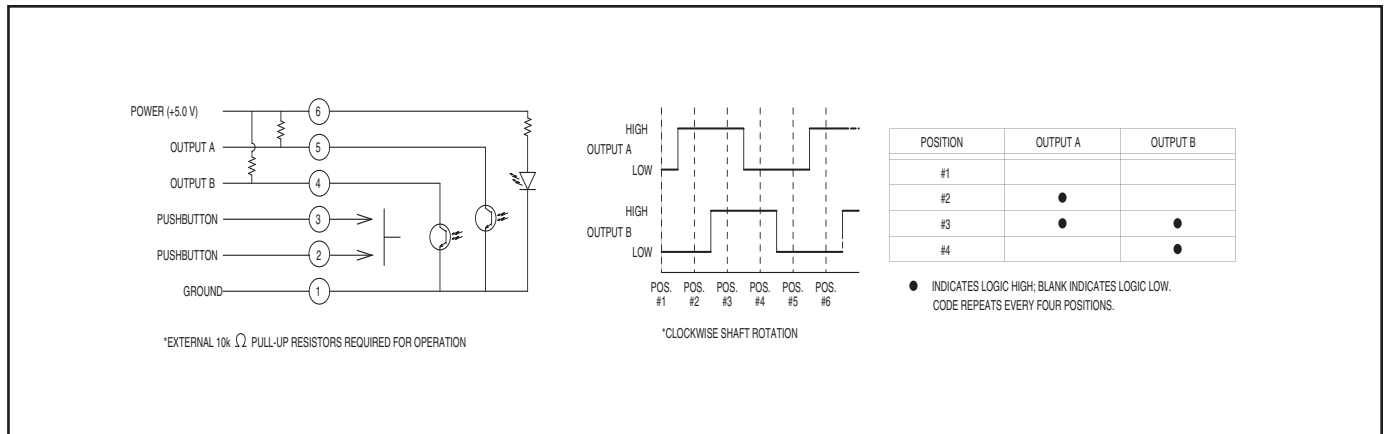 POWER (+5.0 V)
6
OUTPUT A
5
OUTPUT B
4
PUSHBUTTON
3
PUSHBUTTON
2
GROUND
1
*EXTERNAL 10k Ω PULL-UP RESISTORS REQUIRED FOR OPERATION
HIGH
OUTPUT A
LOW
HIGH
OUTPUT B
LOW
POS. POS. POS. POS. POS. POS.
#1 #2 #3 #4 #5 #6
*CLOCKWISE SHAFT ROTATION
POSITION OUTPUT A OUTPUT B
#1
#2 ●
#3 ● ●
#4 ●
● INDICATES LOGIC HIGH; BLANK INDICATES LOGIC LOW.
CODE REPEATS EVERY FOUR POSITIONS.